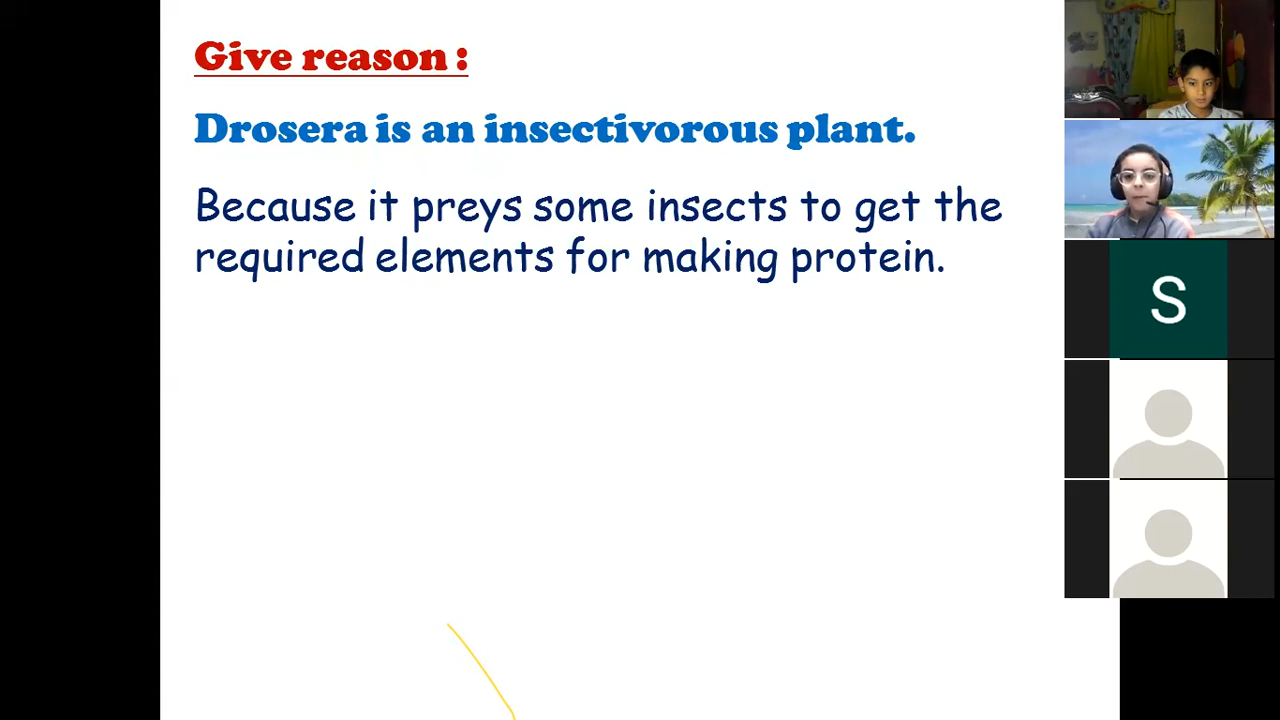 Give reason :
Drosera is an insectivorous plant.
Because it preys some insects to get the
required elements for making protein.
S